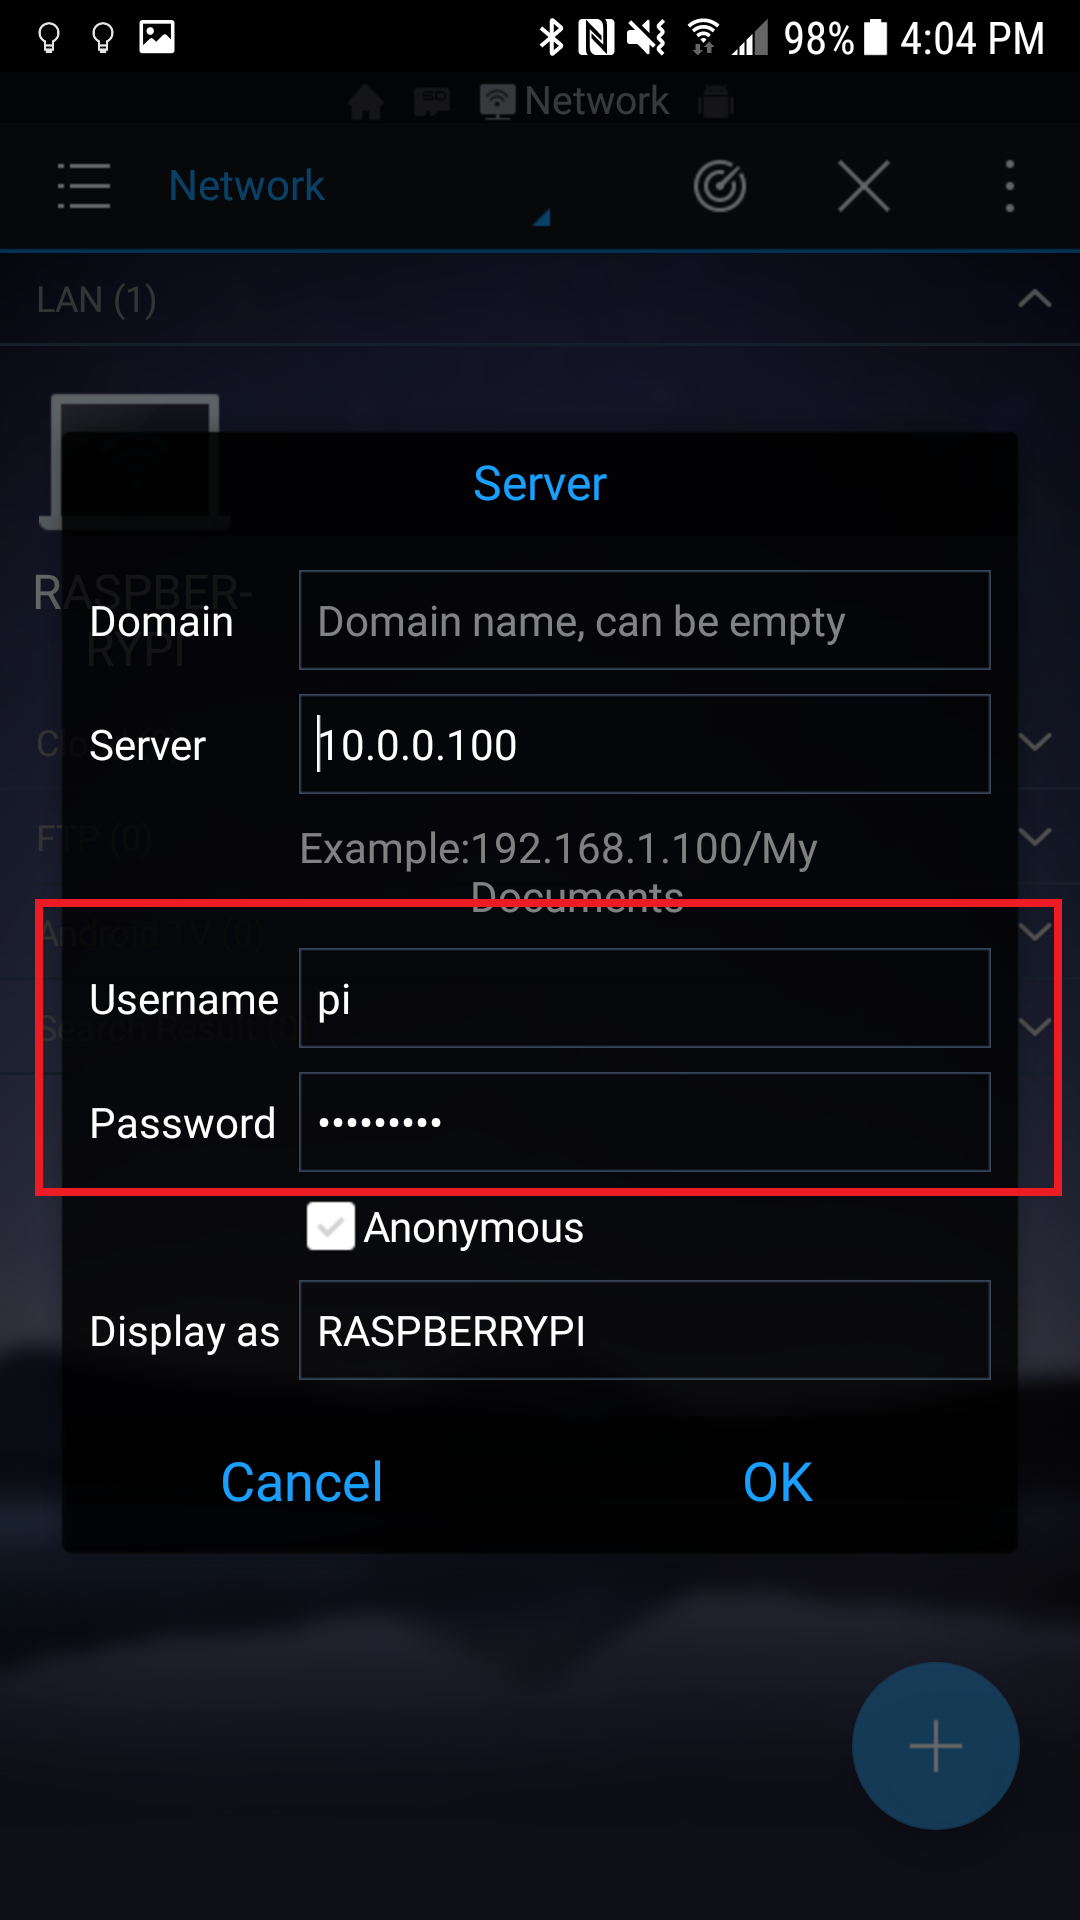 98% 4:04 PM
Network
Network
LAN (1)
Server
RASPBER-
RYPI
Domain
Domain name, can be empty
Server
10.0.0.100
Example:192.168.1.100/My
Documents
FTP (0)
Android TV (0)
Username
pi
Search Result (0)
Password
•••••••••
Anonymous
Display as
RASPBERRYPI
Cancel
OK